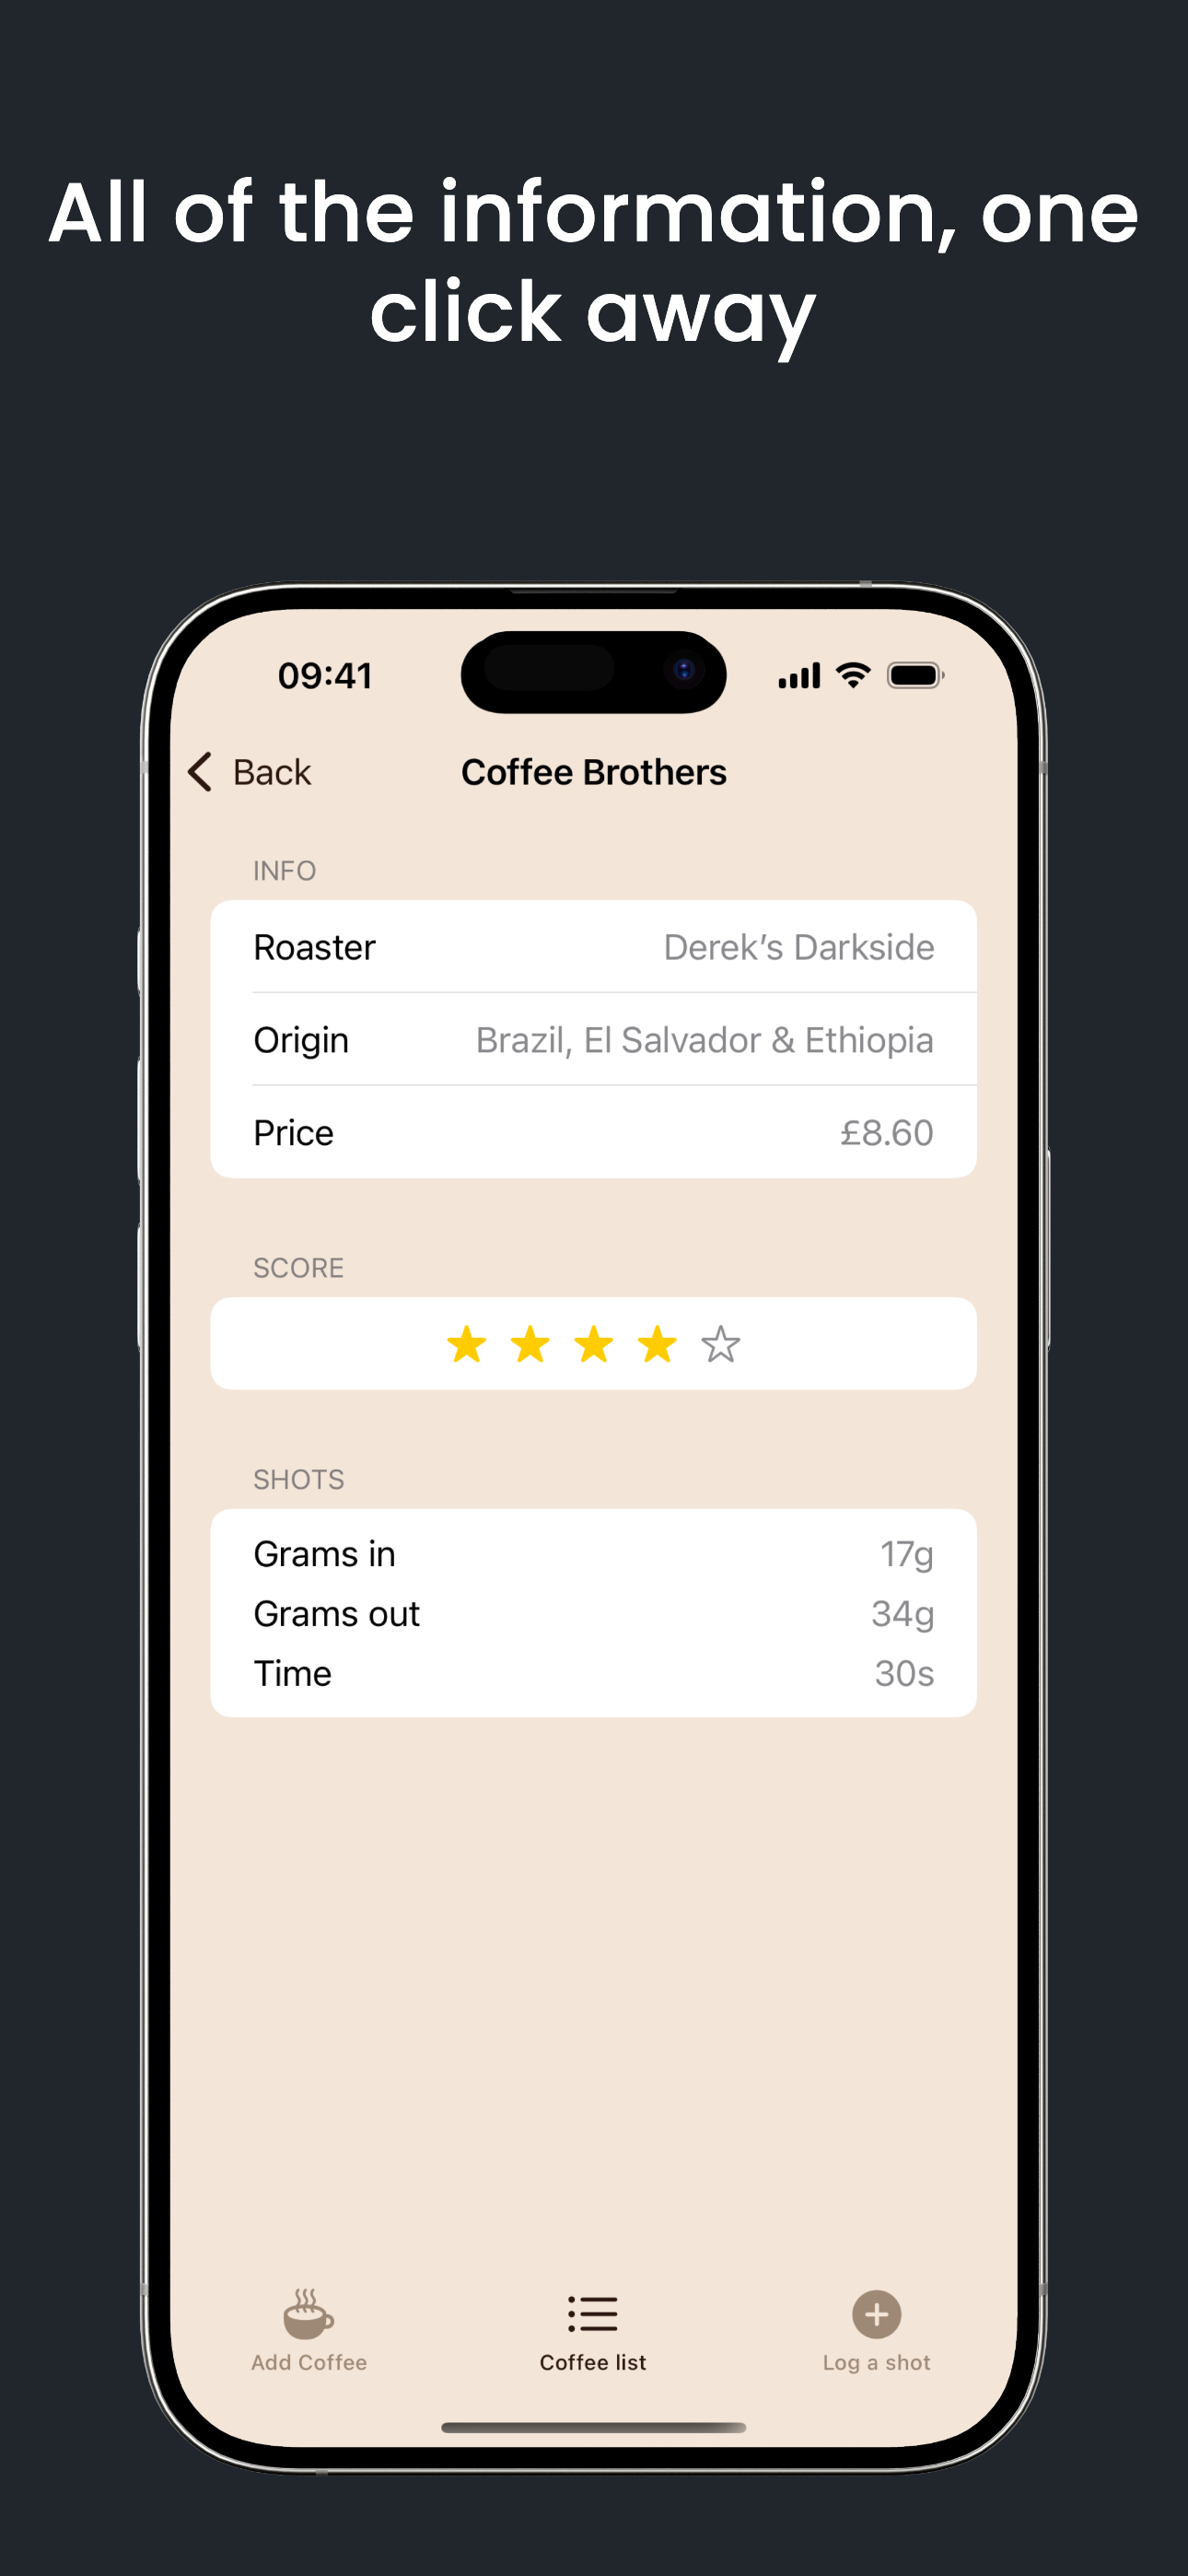 All of the information, one
click away
09:41
Back
Coffee Brothers
INFO
Roaster
Derek’s Darkside
Origin
Brazil, El Salvador & Ethiopia
Price
£8.60
SCORE
SHOTS
Grams in
17g
Grams out
34g
Time
30s
Add Coffee
Coffee list
Log a shot